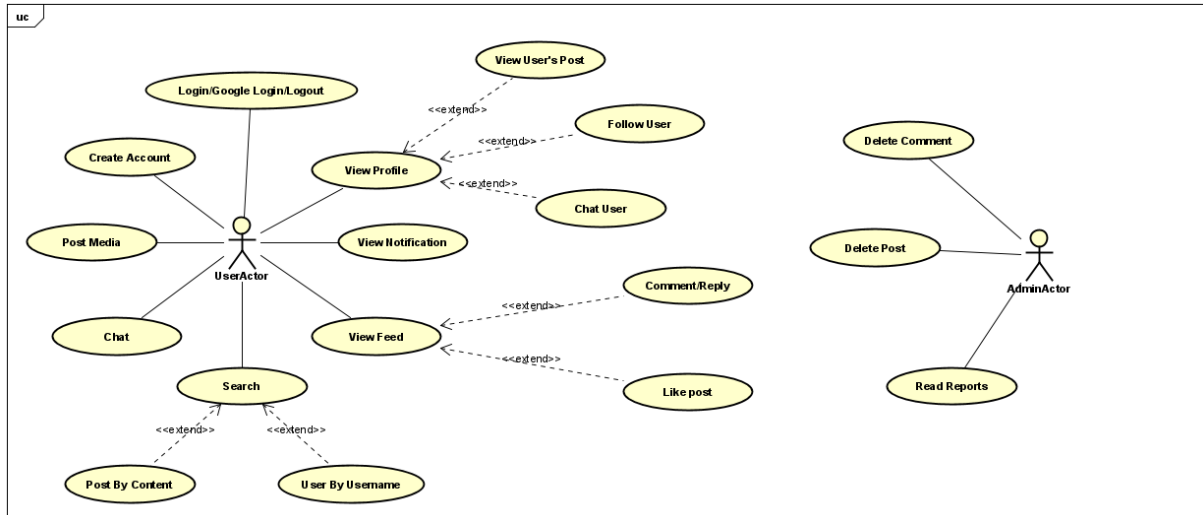 uc
View User's Post
Login/Google Login/Logout
<<extend>>
Follow User
<<extend>>
Delete Comment
Create Account
View Profile
<<extend>>
Chat User
Post Media
View Notification
Delete Post
UserActor
AdminActor
Comment/Reply
<<extend>>
Chat
View Feed
<<extend>>
Search
Like post
Read Reports
<<extend>>
<<extend>>
Post By Content
User By Username